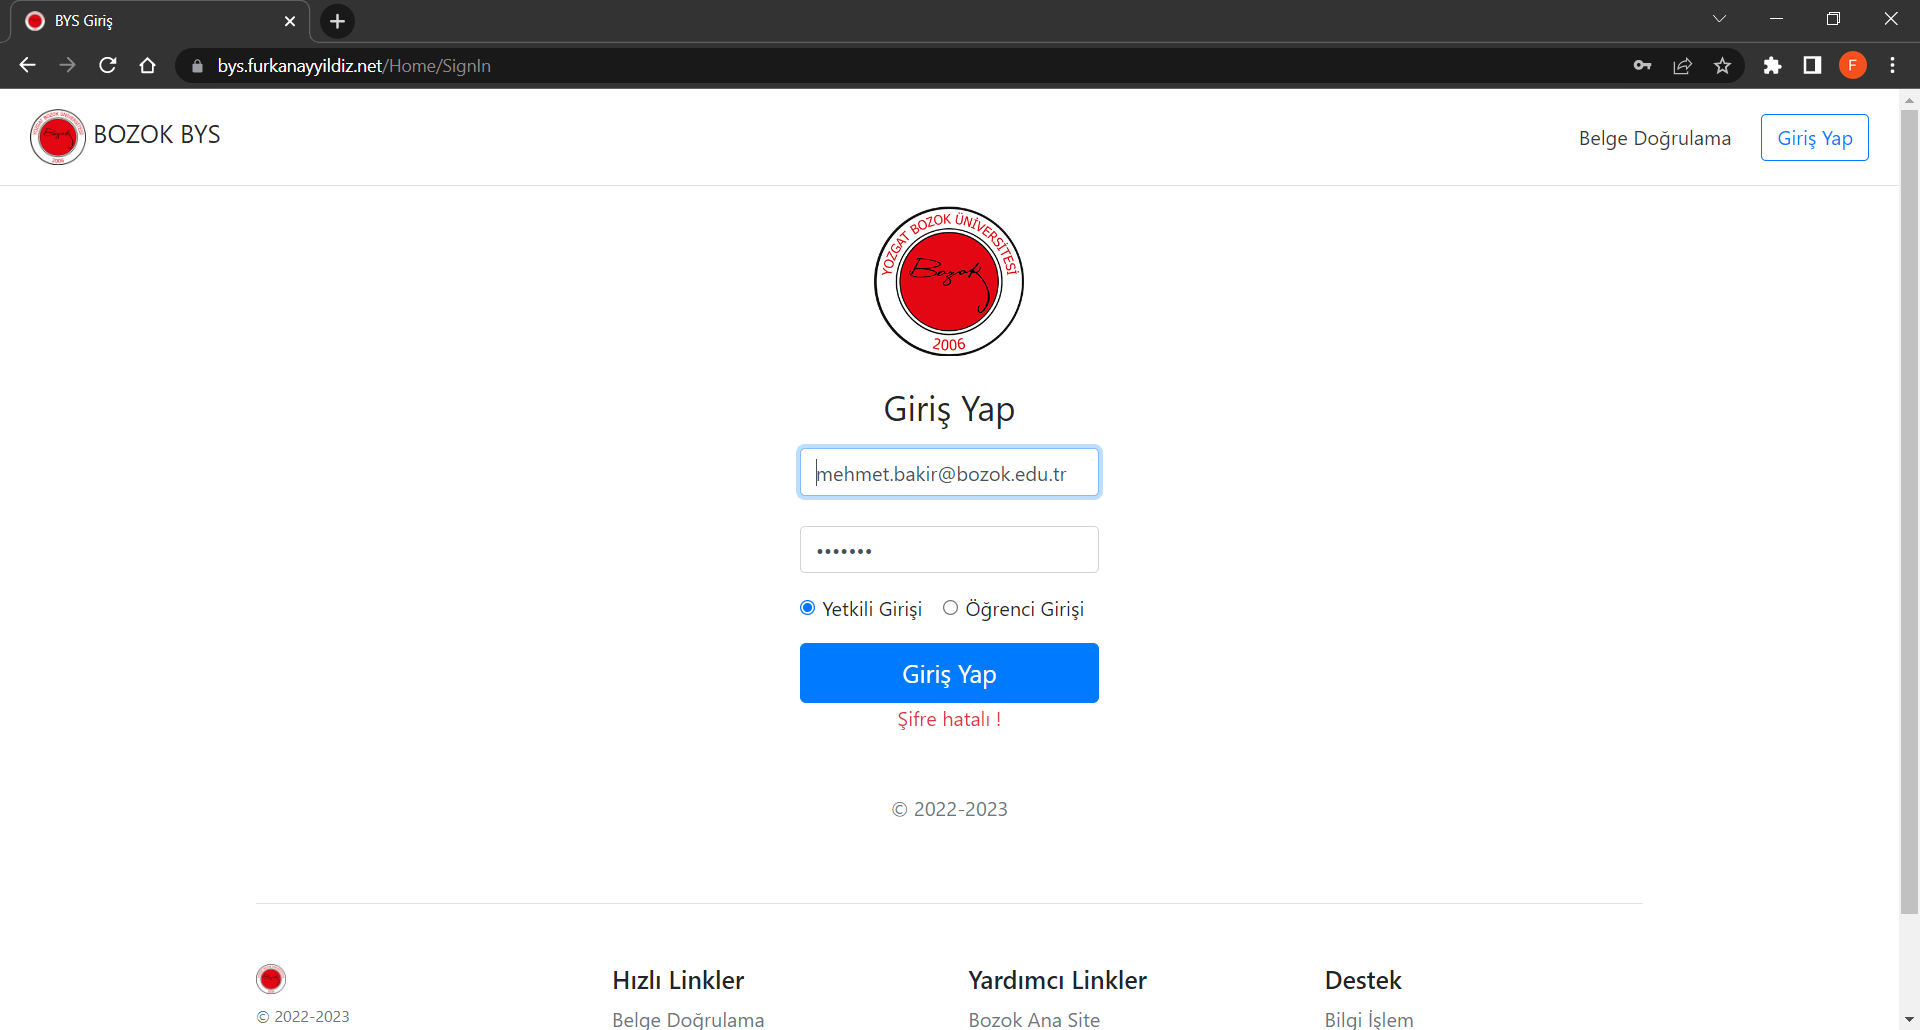 BYS Giriş
bys.furkanayyildiz.net/Home/SignIn
F
BOZOK BYS
Belge Doğrulama
Giriş Yap
YOZGAT BOZOK ÜNİVERSİTESİ
Bozok
2006
Giriş Yap
mehmet.bakir@bozok.edu.tr
•••••••
Yetkili Girişi
Öğrenci Girişi
Giriş Yap
Şifre hatalı !
© 2022-2023
Hızlı Linkler
Yardımcı Linkler
Destek
© 2022-2023
Belge Doğrulama
Bozok Ana Site
Bilgi İşlem